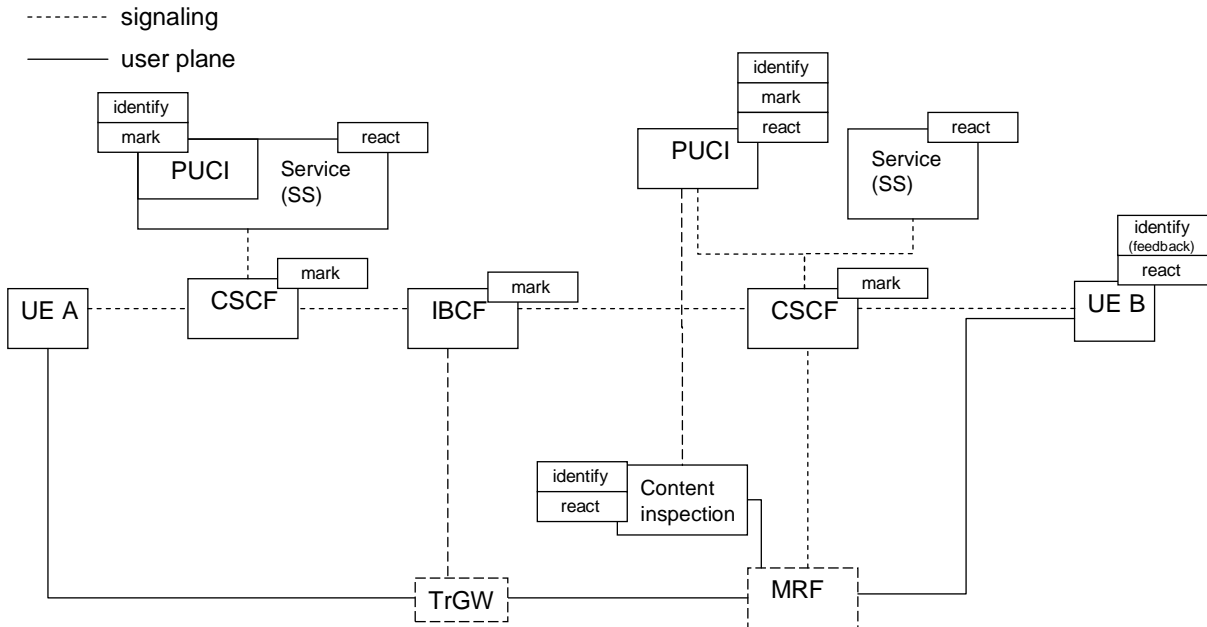 signaling
user plane
identify
mark
PUCI
Service
(SS)
react
identify
mark
react
PUCI
react
Service
(SS)
identify
(feedback)
react
UE A
mark
CSCF
mark
IBCF
mark
CSCF
UE B
identify
react
Content
inspection
TrGW
MRF